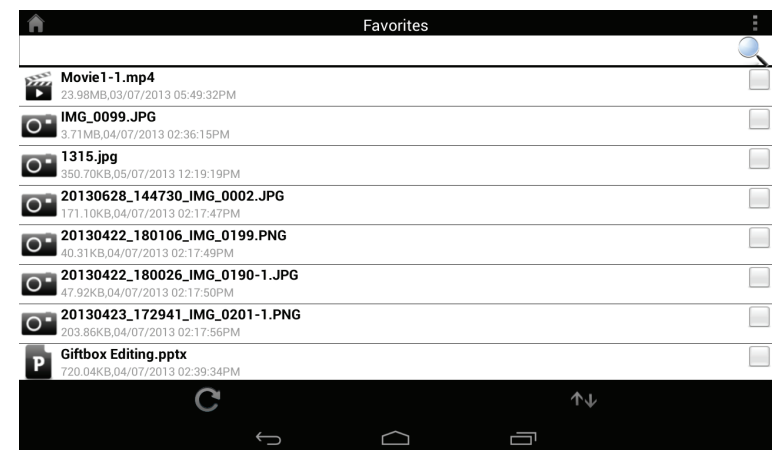 Favorites
Movie1-1.mp4
23.98MB,03/07/2013 05:49:32PM
IMG_0099.JPG
3.71MB,04/07/2013 02:36:15PM
1315.jpg
350.70KB,05/07/2013 12:19:19PM
20130628_144730_IMG_0002.JPG
171.10KB,04/07/2013 02:17:47PM
20130422_180106_IMG_0199.PNG
40.31KB,04/07/2013 02:17:49PM
20130422_180026_IMG_0190-1.JPG
47.92KB,04/07/2013 02:17:50PM
20130423_172941_IMG_0201-1.PNG
203.86KB,04/07/2013 02:17:56PM
P
Giftbox Editing.pptx
720.04KB,04/07/2013 02:39:34PM